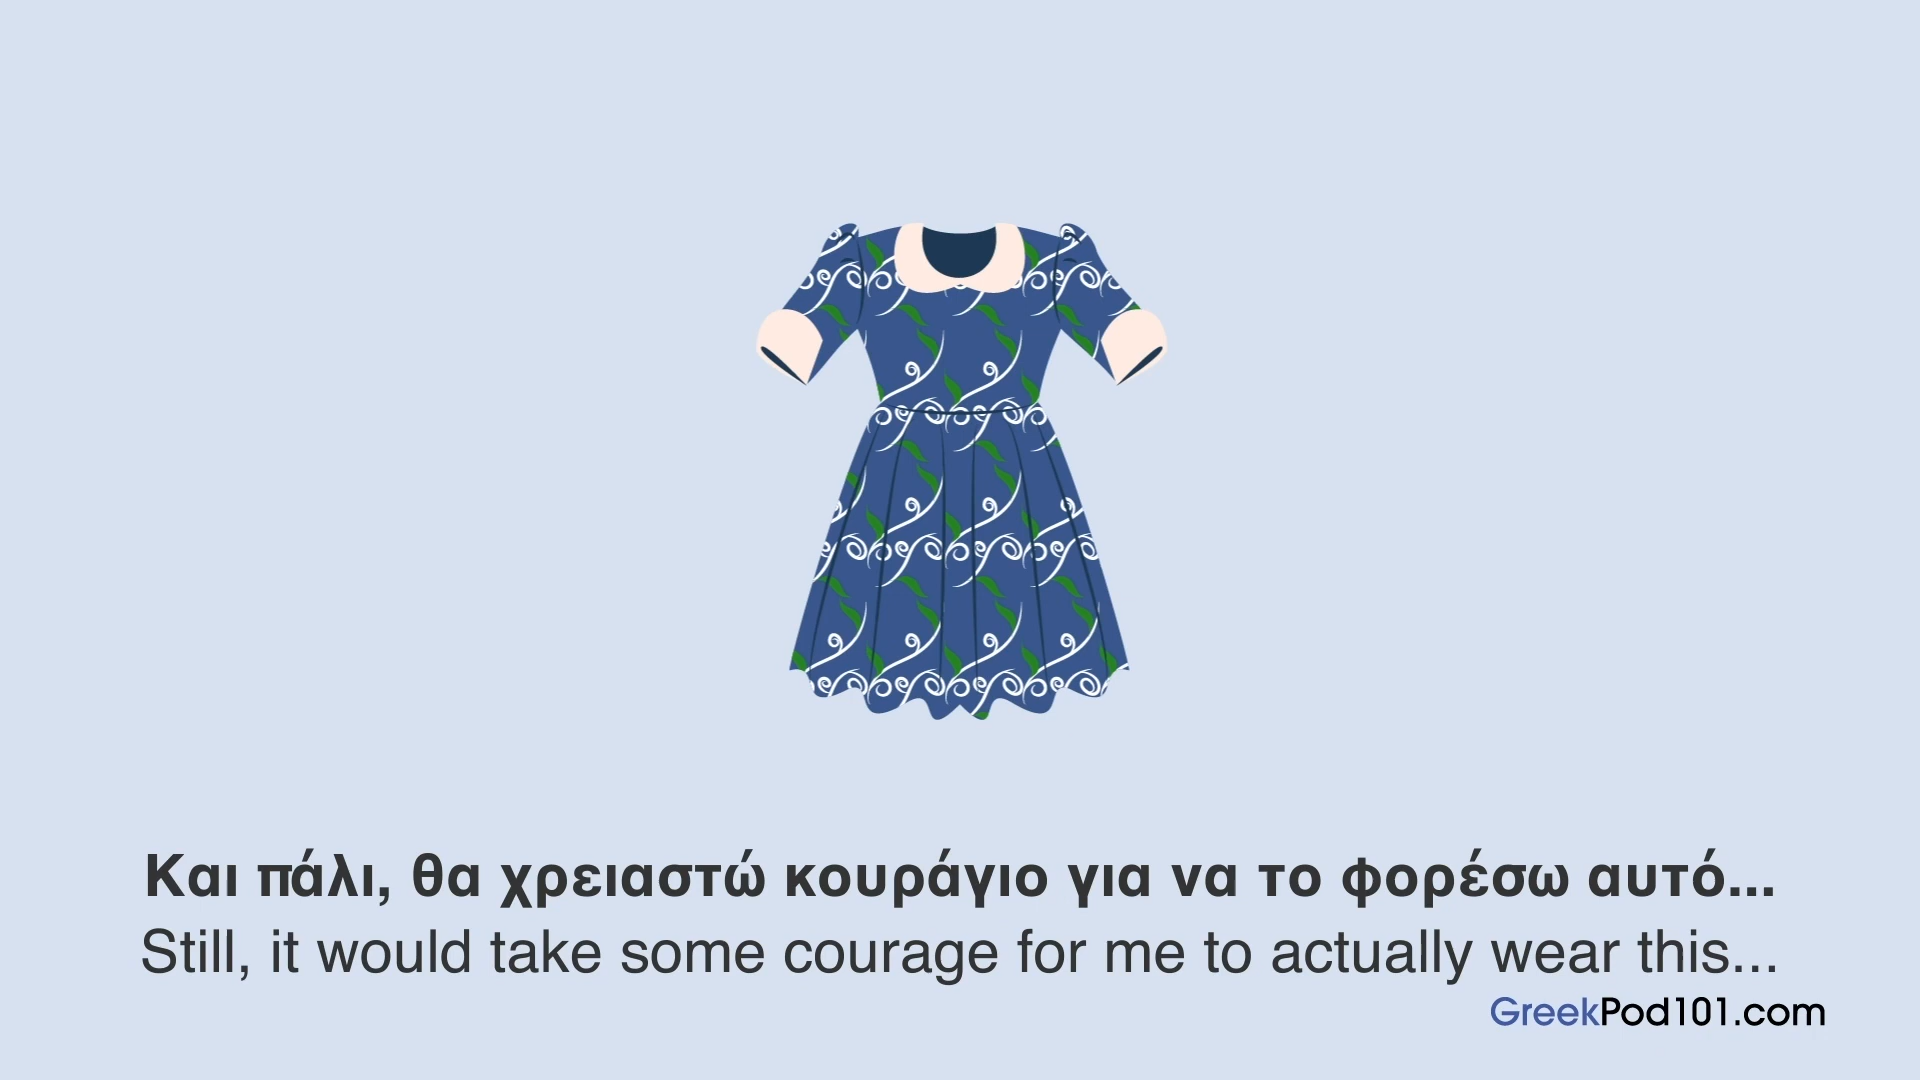 Και πάλι, θα χρειαστώ κουράγιο για να το φορέσω αυτό...
Still, it would take some courage for me to actually wear this...
GreekPod101.com